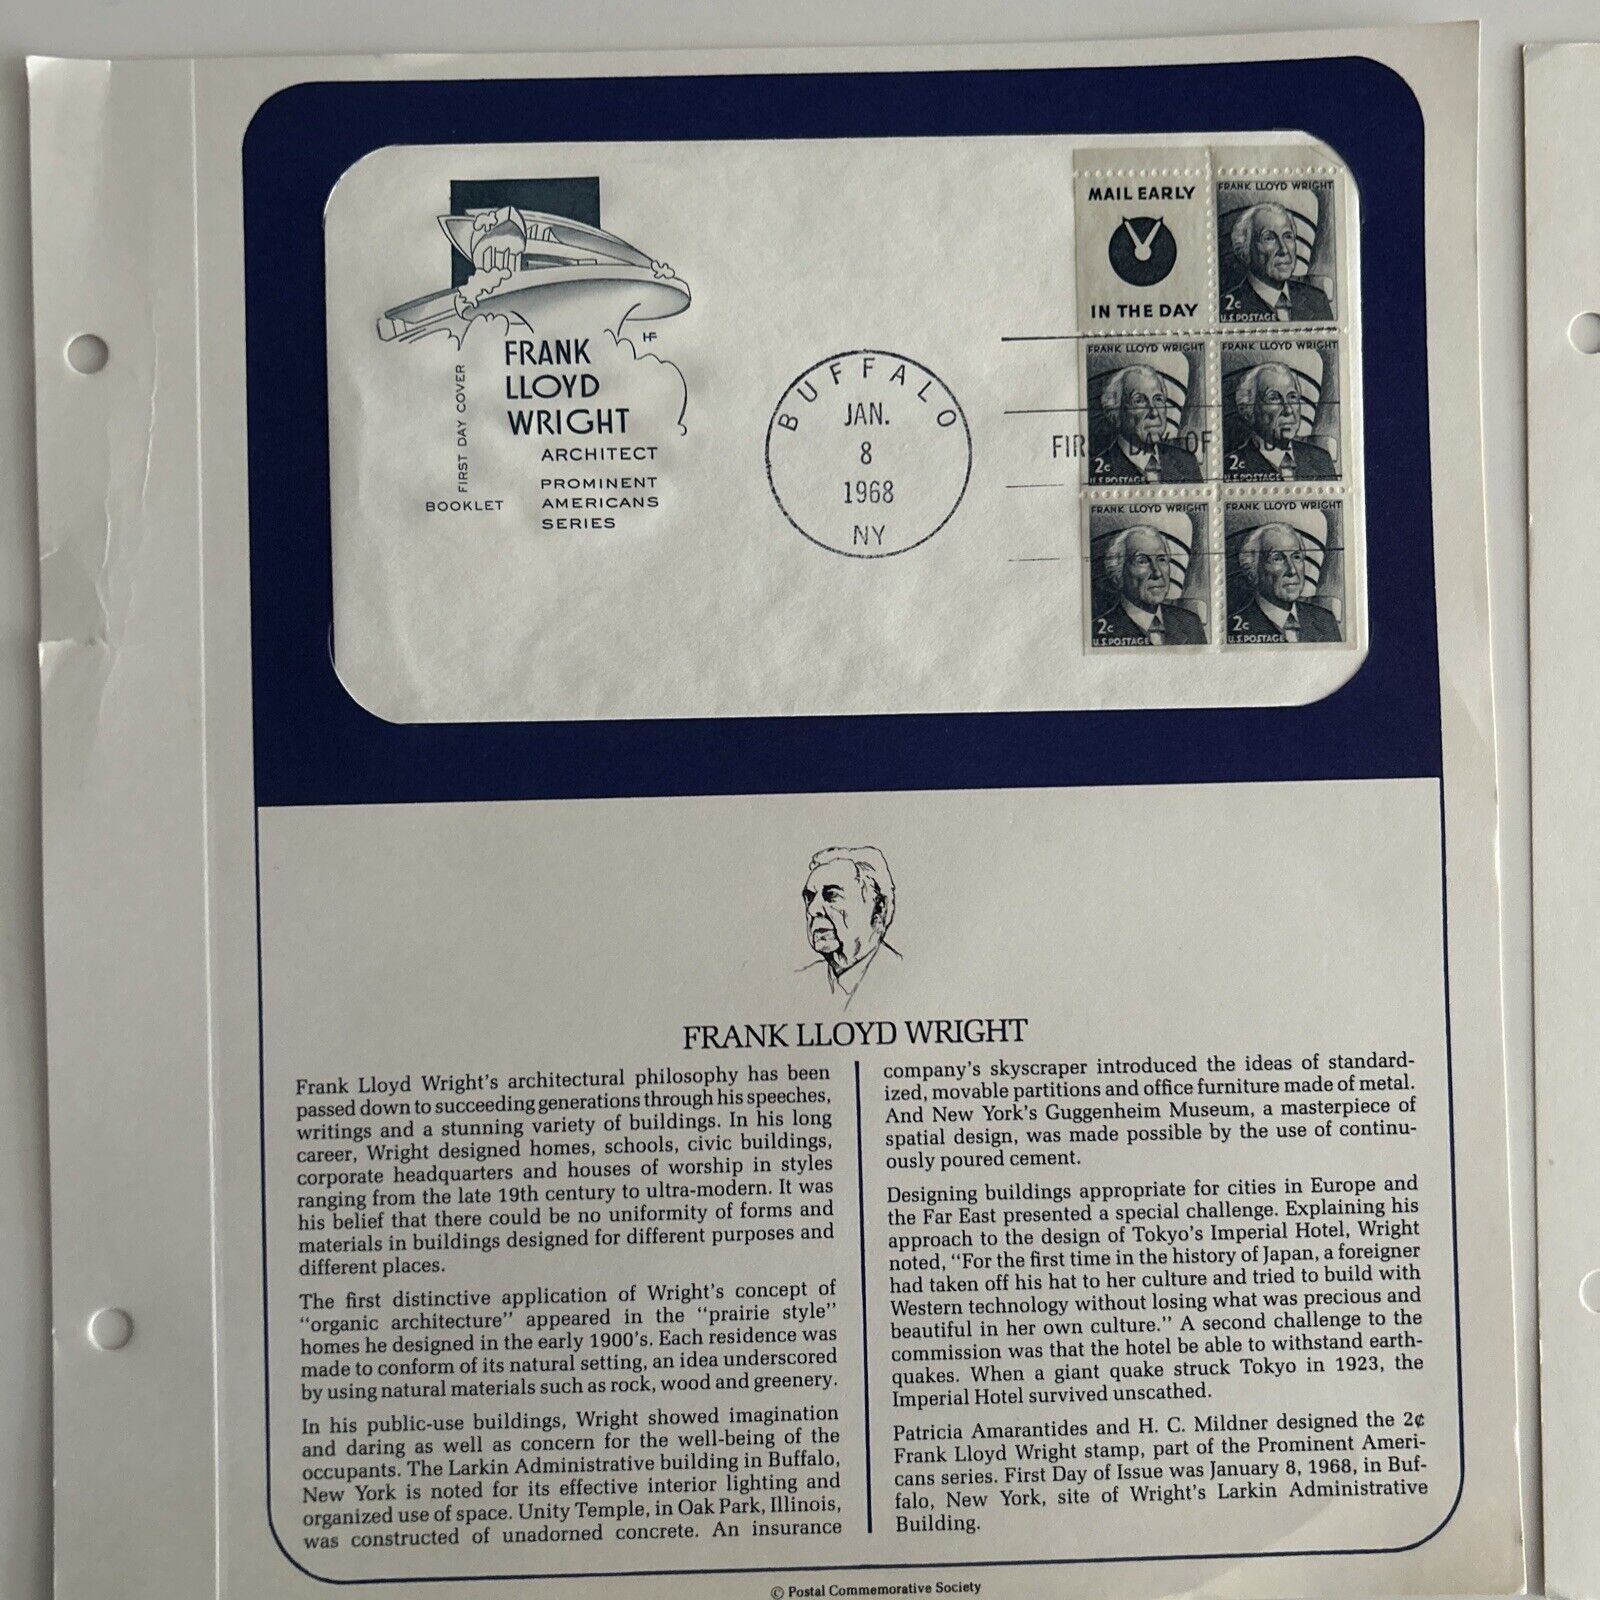 FIRST DAY COVER
BOOKLET
HF
FRANK
LLOYD
WRIGHT
ARCHITECT
PROMINENT
AMERICANS
SERIES
BUFFALO
JAN.
8
1968
NY
FIRST DAY OF ISSUE
MAIL EARLY
IN THE DAY
FRANK LLOYD WRIGHT
2c
U.S. POSTAGE
FRANK LLOYD WRIGHT
2c
U.S. POSTAGE
FRANK LLOYD WRIGHT
2c
U.S. POSTAGE
FRANK LLOYD WRIGHT
2c
U.S. POSTAGE
FRANK LLOYD WRIGHT
2c
U.S. POSTAGE
FRANK LLOYD WRIGHT
Frank Lloyd Wright's architectural philosophy has been
passed down to succeeding generations through his speeches,
writings and a stunning variety of buildings. In his long
career, Wright designed homes, schools, civic buildings,
corporate headquarters and houses of worship in styles
ranging from the late 19th century to ultra-modern. It was
his belief that there could be no uniformity of forms and
materials in buildings designed for different purposes and
different places.
The first distinctive application of Wright's concept of
"organic architecture" appeared in the "prairie style"
homes he designed in the early 1900's. Each residence was
made to conform of its natural setting, an idea underscored
by using natural materials such as rock, wood and greenery.
In his public-use buildings, Wright showed imagination
and daring as well as concern for the well-being of the
occupants. The Larkin Administrative building in Buffalo,
New York is noted for its effective interior lighting and
organized use of space. Unity Temple, in Oak Park, Illinois,
was constructed of unadorned concrete. An insurance
company's skyscraper introduced the ideas of standard-
ized, movable partitions and office furniture made of metal.
And New York's Guggenheim Museum, a masterpiece of
spatial design, was made possible by the use of continu-
ously poured cement.
Designing buildings appropriate for cities in Europe and
the Far East presented a special challenge. Explaining his
approach to the design of Tokyo's Imperial Hotel, Wright
noted, "For the first time in the history of Japan, a foreigner
had taken off his hat to her culture and tried to build with
Western technology without losing what was precious and
beautiful in her own culture." A second challenge to the
commission was that the hotel be able to withstand earth-
quakes. When a giant quake struck Tokyo in 1923, the
Imperial Hotel survived unscathed.
Patricia Amarantides and H. C. Mildner designed the 2¢
Frank Lloyd Wright stamp, part of the Prominent Ameri-
cans series. First Day of Issue was January 8, 1968, in Buf-
falo, New York, site of Wright's Larkin Administrative
Building.
© Postal Commemorative Society